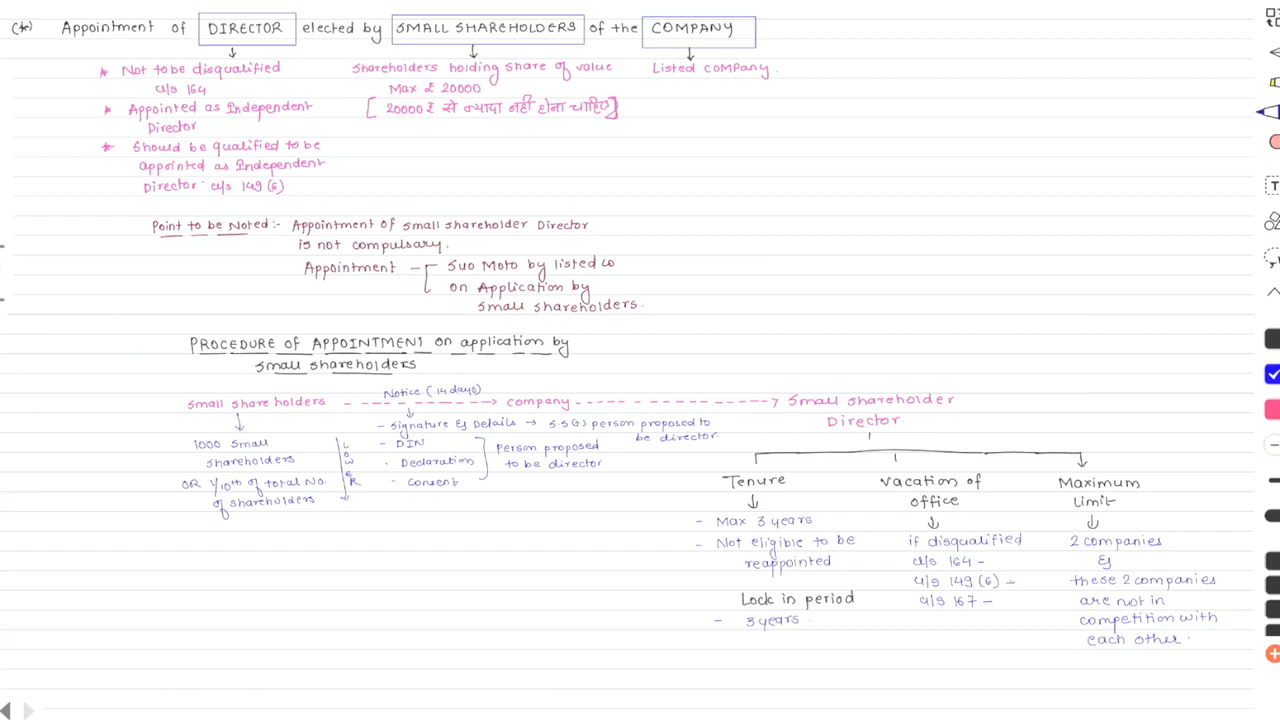 (*) Appointment of DIRECTOR elected by SMALL SHAREHOLDERS of the COMPANY
* Not to be disqualified
u/s 164
* Appointed as Independent
Director
* Should be qualified to be
appointed as Independent
Director u/s 149(6)
Shareholders holding share of value
Max ₹ 20000
[20000₹ से ज्यादा नहीं होना चाहिए]
Listed company.
Point to be Noted:- Appointment of small shareholder Director
is not compulsary.
Appointment - Suo Moto by listed co
on Application by
small shareholders.
PROCEDURE OF APPOINTMENT on application by
small shareholders
Notice (14 days)
small share holders company small shareholder
Director
1000 small
shareholders
OR 1/10th of total No.
of shareholders
LOWER
- Signature & Details → S.S (+) person proposed to
be director
- DIN
- Declaration
- Consent
Person proposed
to be director
Tenure
- Max 3 years
- Not eligible to be
reappointed
Lock in period
- 3 years
Vacation of
office
if disqualified
u/s 164 -
u/s 149 (6) -
u/s 167 -
Maximum
limit
2 companies
&
these 2 companies
are not in
competition with
each other.
T